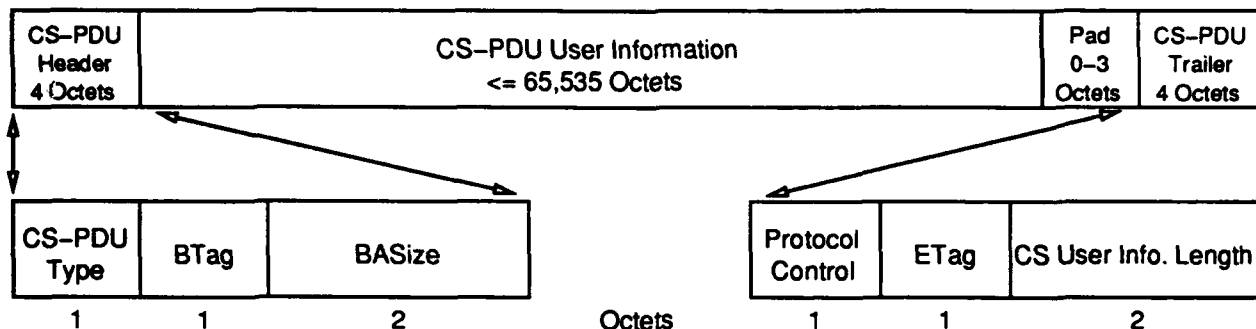 CS–PDU
Header
4 Octets
CS–PDU User Information
<= 65,535 Octets
Pad
0–3
Octets
CS–PDU
Trailer
4 Octets
CS–PDU
Type
BTag
BASize
Protocol
Control
ETag
CS User Info. Length
1 1 2 Octets 1 1 2